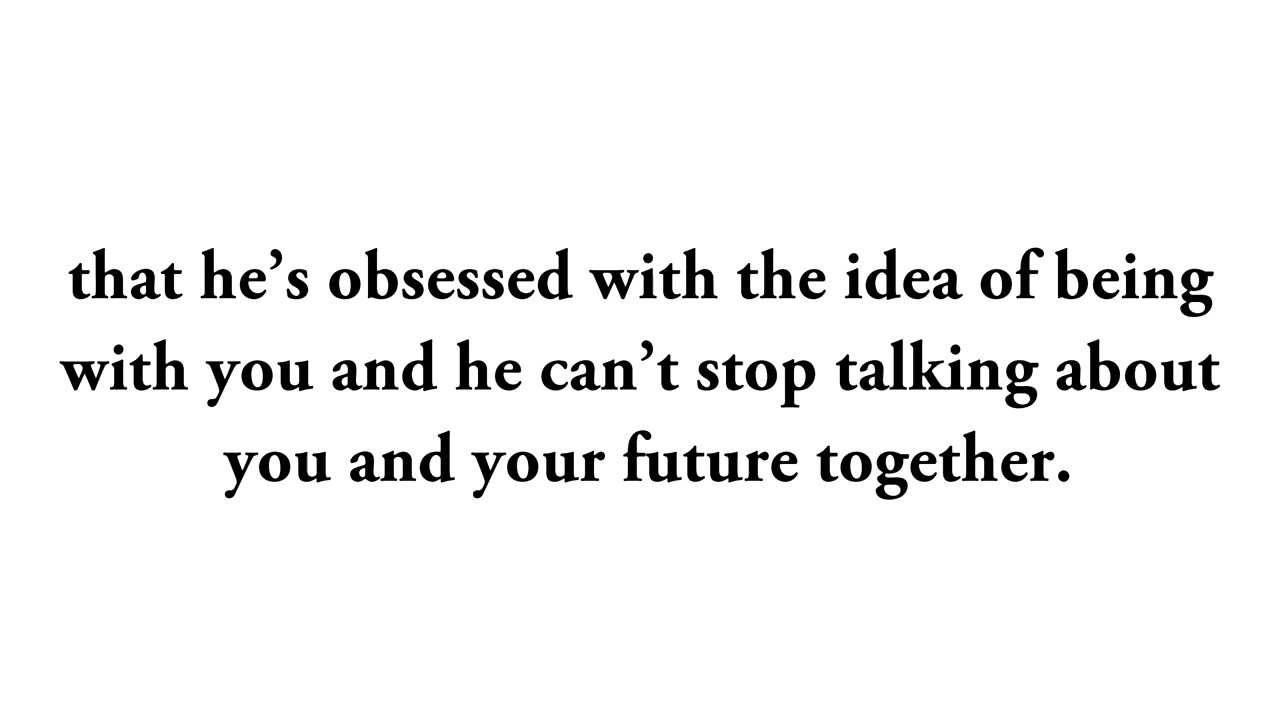 that he’s obsessed with the idea of being
with you and he can’t stop talking about
you and your future together.